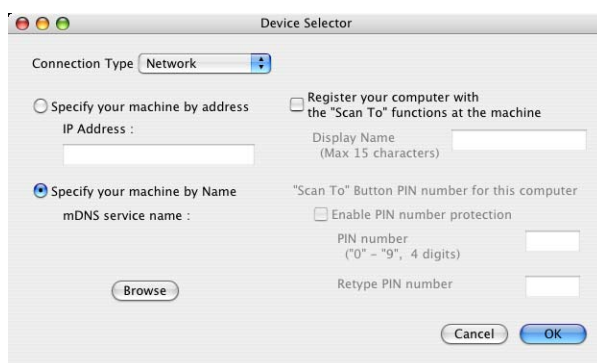 Device Selector
Connection Type Network
Specify your machine by address
IP Address :
Specify your machine by Name
mDNS service name :
Browse
Register your computer with
the "Scan To" functions at the machine
Display Name
(Max 15 characters)
"Scan To" Button PIN number for this computer
Enable PIN number protection
PIN number
("0" – "9", 4 digits)
Retype PIN number
Cancel OK